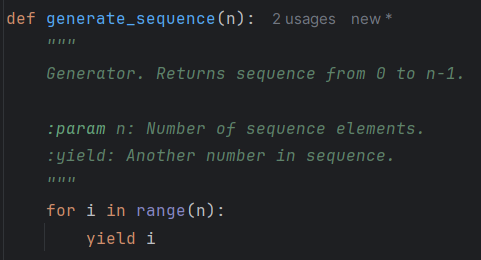 def generate_sequence(n): 2 usages new *
"""
Generator. Returns sequence from 0 to n-1.
:param n: Number of sequence elements.
:yield: Another number in sequence.
"""
for i in range(n):
yield i